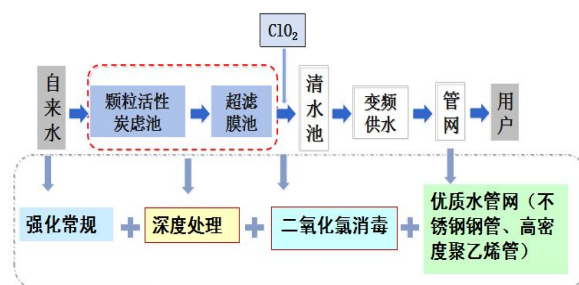 ClO₂
自来水
颗粒活性
炭虑池
超滤
膜池
清水池
变频
供水
管网
用户
强化常规
深度处理
二氧化氯消毒
优质水管网（不
锈钢钢管、高密
度聚乙烯管）